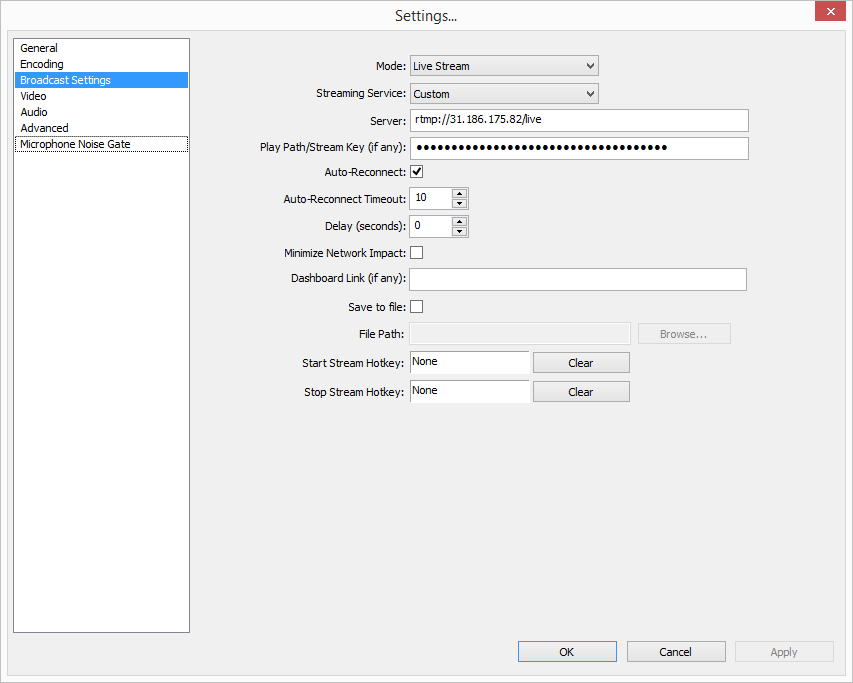 Settings...
General
Encoding
Broadcast Settings
Video
Audio
Advanced
Microphone Noise Gate
Mode: Live Stream
Streaming Service: Custom
Server: rtmp://31.186.175.82/live
Play Path/Stream Key (if any): ••••••••••••••••••••••••••••••••••••
Auto-Reconnect:
Auto-Reconnect Timeout: 10
Delay (seconds): 0
Minimize Network Impact:
Dashboard Link (if any):
Save to file:
File Path: Browse...
Start Stream Hotkey: None Clear
Stop Stream Hotkey: None Clear
OK Cancel Apply